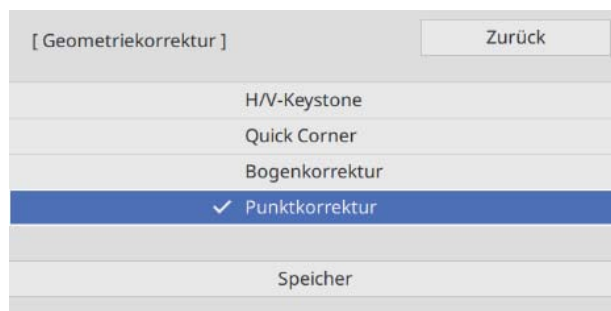 [ Geometriekorrektur ]
Zurück
H/V-Keystone
Quick Corner
Bogenkorrektur
Punktkorrektur
Speicher